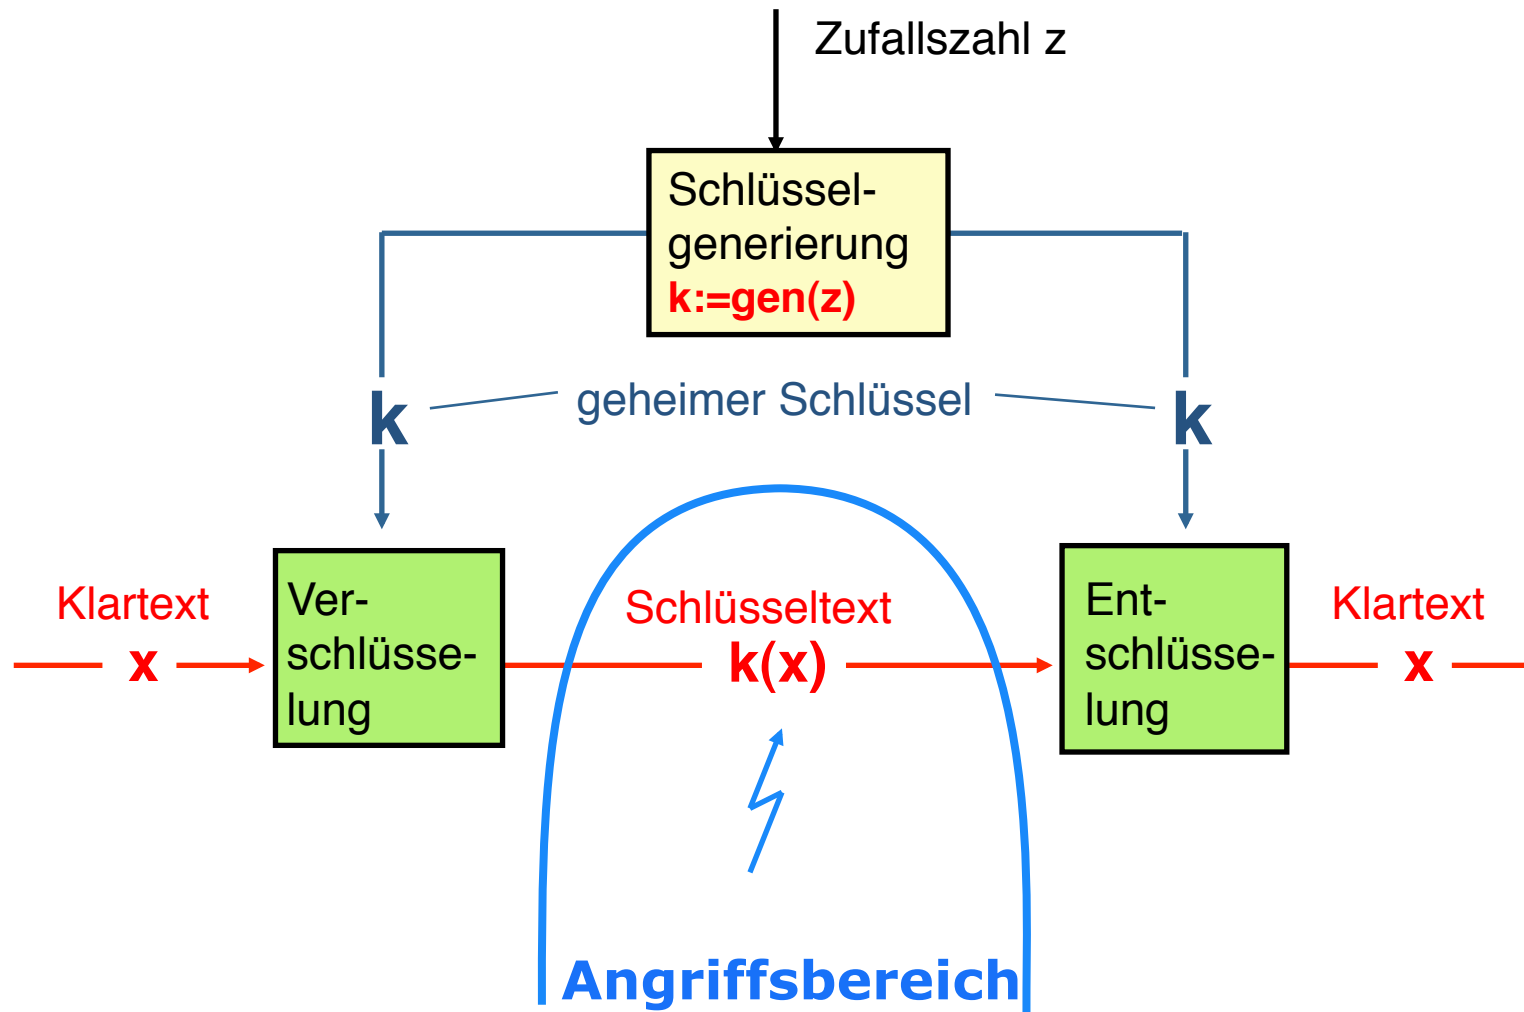 Zufallszahl z
Schlüssel-
generierung
k:=gen(z)
k
geheimer Schlüssel
k
Klartext
x
Ver-
schlüsse-
lung
Schlüsseltext
k(x)
Ent-
schlüsse-
lung
Klartext
x
Angriffsbereich